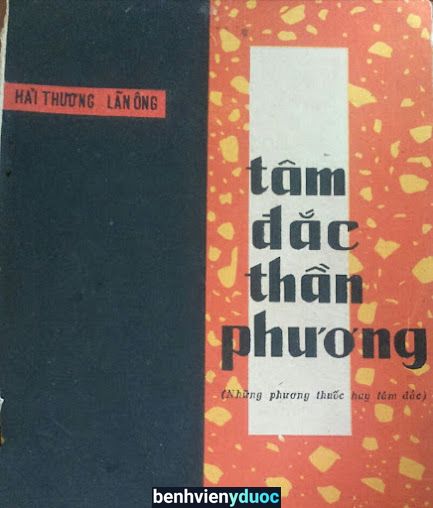 HẢI THƯỢNG LÃN ÔNG
tâm
đắc
thần
phương
(Những phương thuốc hay tâm đắc)
benhvienyduoc